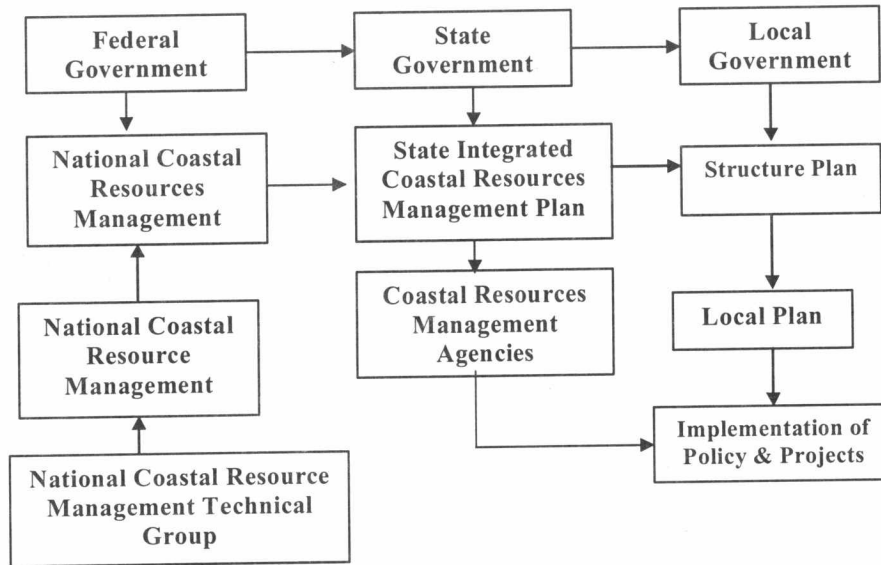 Federal
Government
State
Government
Local
Government
National Coastal
Resources
Management
State Integrated
Coastal Resources
Management Plan
Structure Plan
National Coastal
Resource
Management
Coastal Resources
Management
Agencies
Local Plan
National Coastal Resource
Management Technical
Group
Implementation of
Policy & Projects